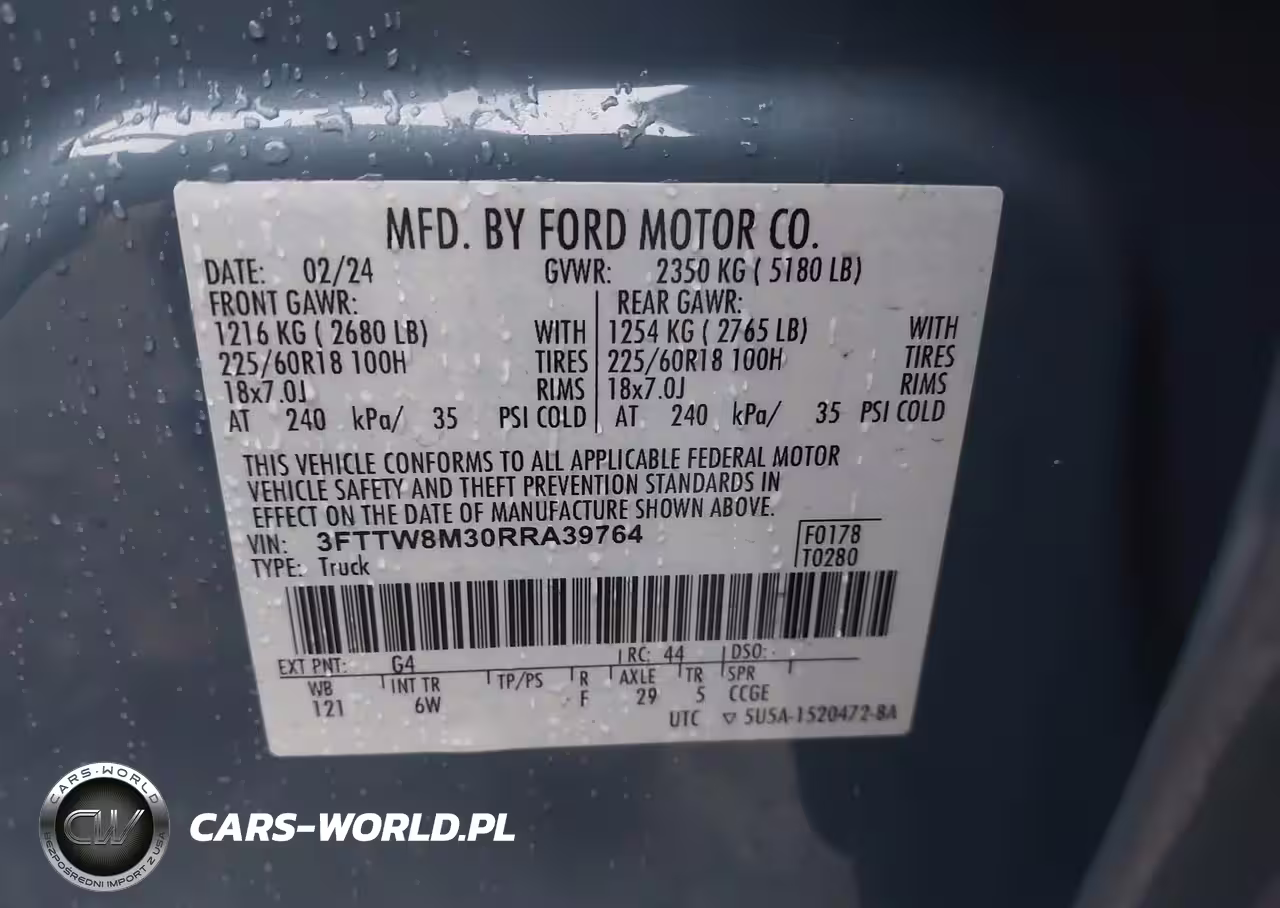 MFD. BY FORD MOTOR CO.
DATE: 02/24 GVWR: 2350 KG ( 5180 LB)
FRONT GAWR: REAR GAWR:
1216 KG ( 2680 LB) WITH 1254 KG ( 2765 LB) WITH
225/60R18 100H TIRES 225/60R18 100H TIRES
18x7.0J RIMS 18x7.0J RIMS
AT 240 kPa/ 35 PSI COLD AT 240 kPa/ 35 PSI COLD
THIS VEHICLE CONFORMS TO ALL APPLICABLE FEDERAL MOTOR
VEHICLE SAFETY AND THEFT PREVENTION STANDARDS IN
EFFECT ON THE DATE OF MANUFACTURE SHOWN ABOVE.
VIN: 3FTTW8M30RRA39764 F0178
TYPE: Truck T0280
EXT PNT: G4 RC: 44 DSO:
WB INT TR TP/PS R AXLE TR SPR
121 6W F 29 5 CCGE
UTC ▽ 5U5A-1520472-BA
CARS-WORLD
CW
BEZPOŚREDNI IMPORT Z USA
CARS-WORLD.PL